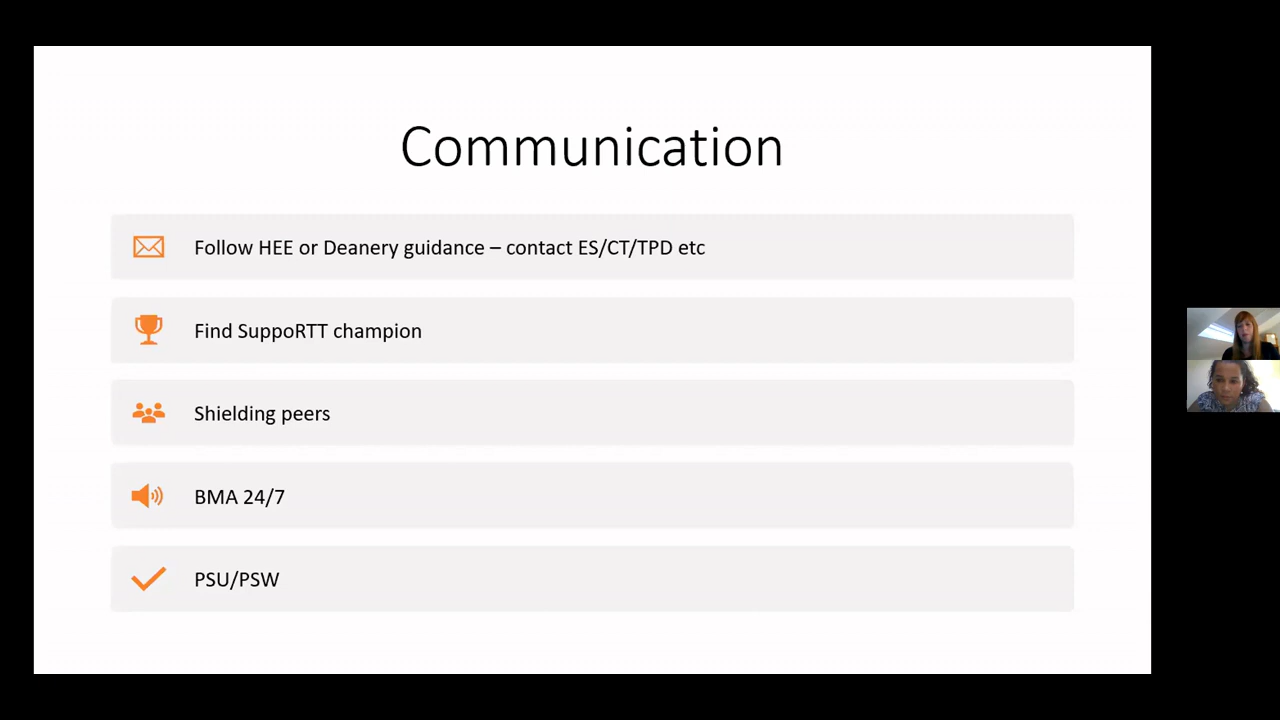 Communication
Follow HEE or Deanery guidance – contact ES/CT/TPD etc
Find SuppoRTT champion
Shielding peers
BMA 24/7
PSU/PSW